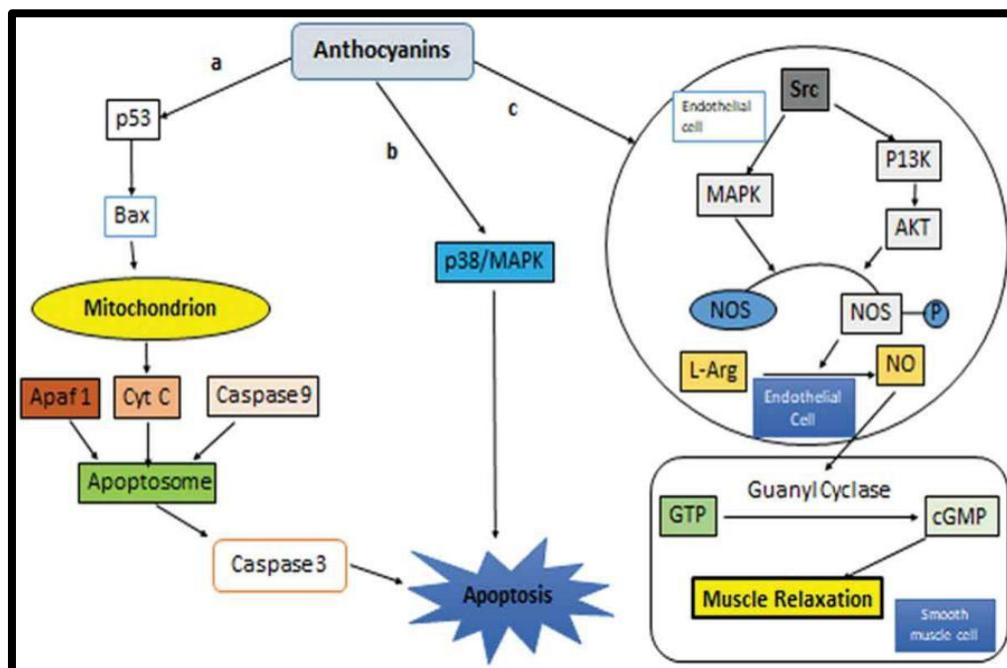 Anthocyanins
a
b
c
p53
Bax
Mitochondrion
Apaf 1
Cyt C
Caspase 9
Apoptosome
Caspase 3
p38/MAPK
Apoptosis
Endothelial
cell
Src
MAPK
P13K
AKT
NOS
NOS
P
L-Arg
NO
Endothelial
Cell
Guanyl Cyclase
GTP
cGMP
Muscle Relaxation
Smooth
muscle cell